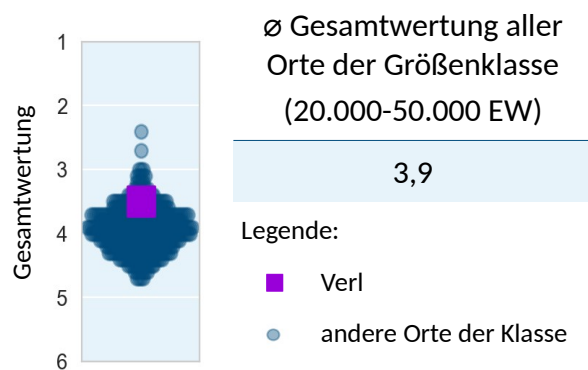 Gesamtwertung
1
2
3
4
5
6
⌀ Gesamtwertung aller
Orte der Größenklasse
(20.000-50.000 EW)
3,9
Legende:
Verl
andere Orte der Klasse